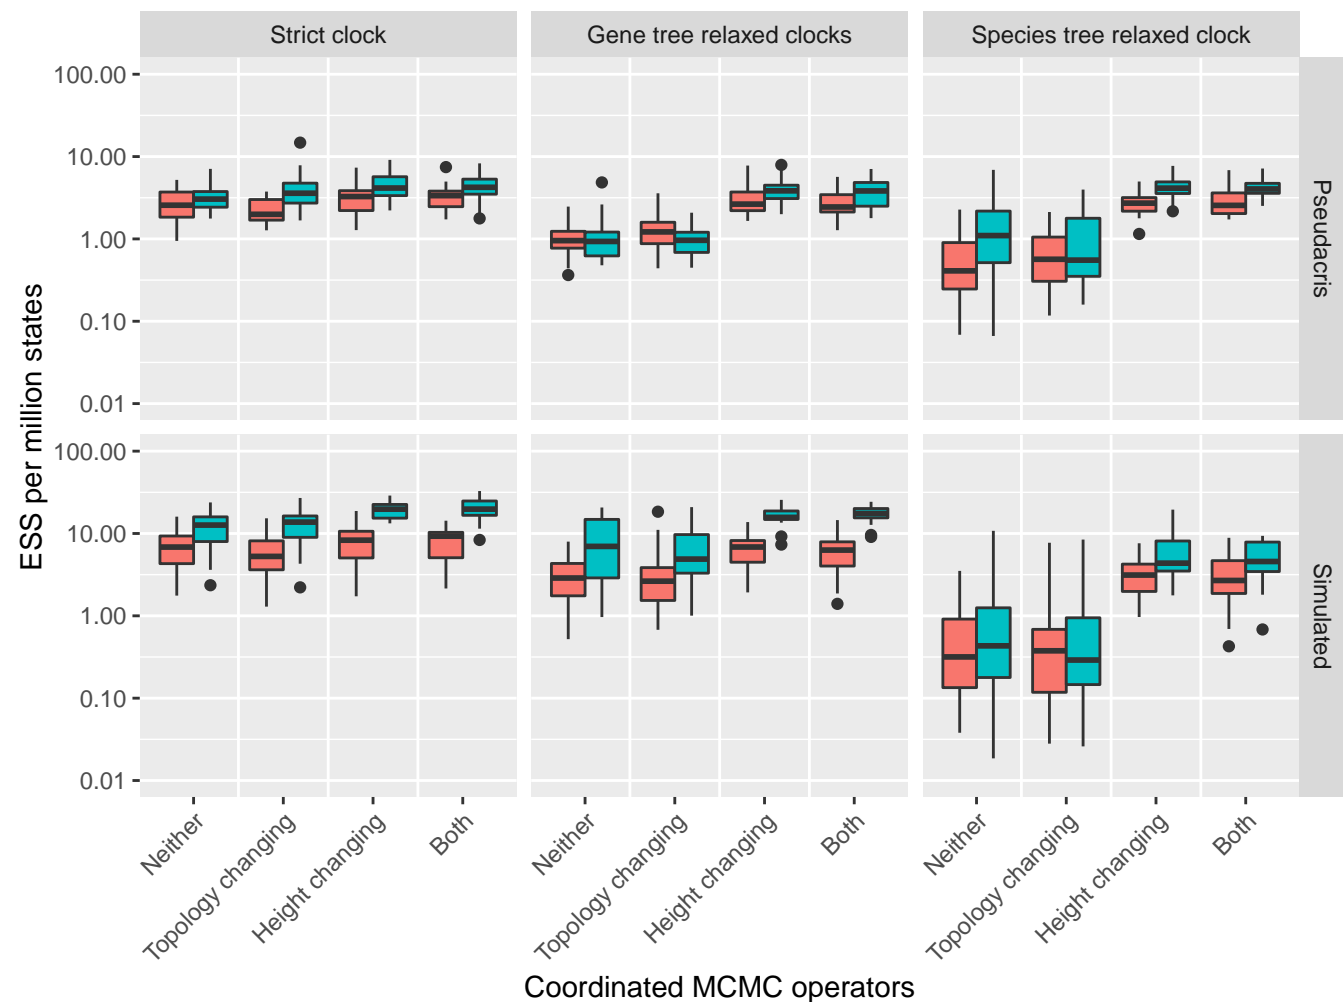 Strict clock
Gene tree relaxed clocks
Species tree relaxed clock
ESS per million states
100.00
10.00
1.00
0.10
0.01
Pseudacris
100.00
10.00
1.00
0.10
0.01
Simulated
Neither
Topology changing
Height changing
Both
Neither
Topology changing
Height changing
Both
Neither
Topology changing
Height changing
Both
Coordinated MCMC operators